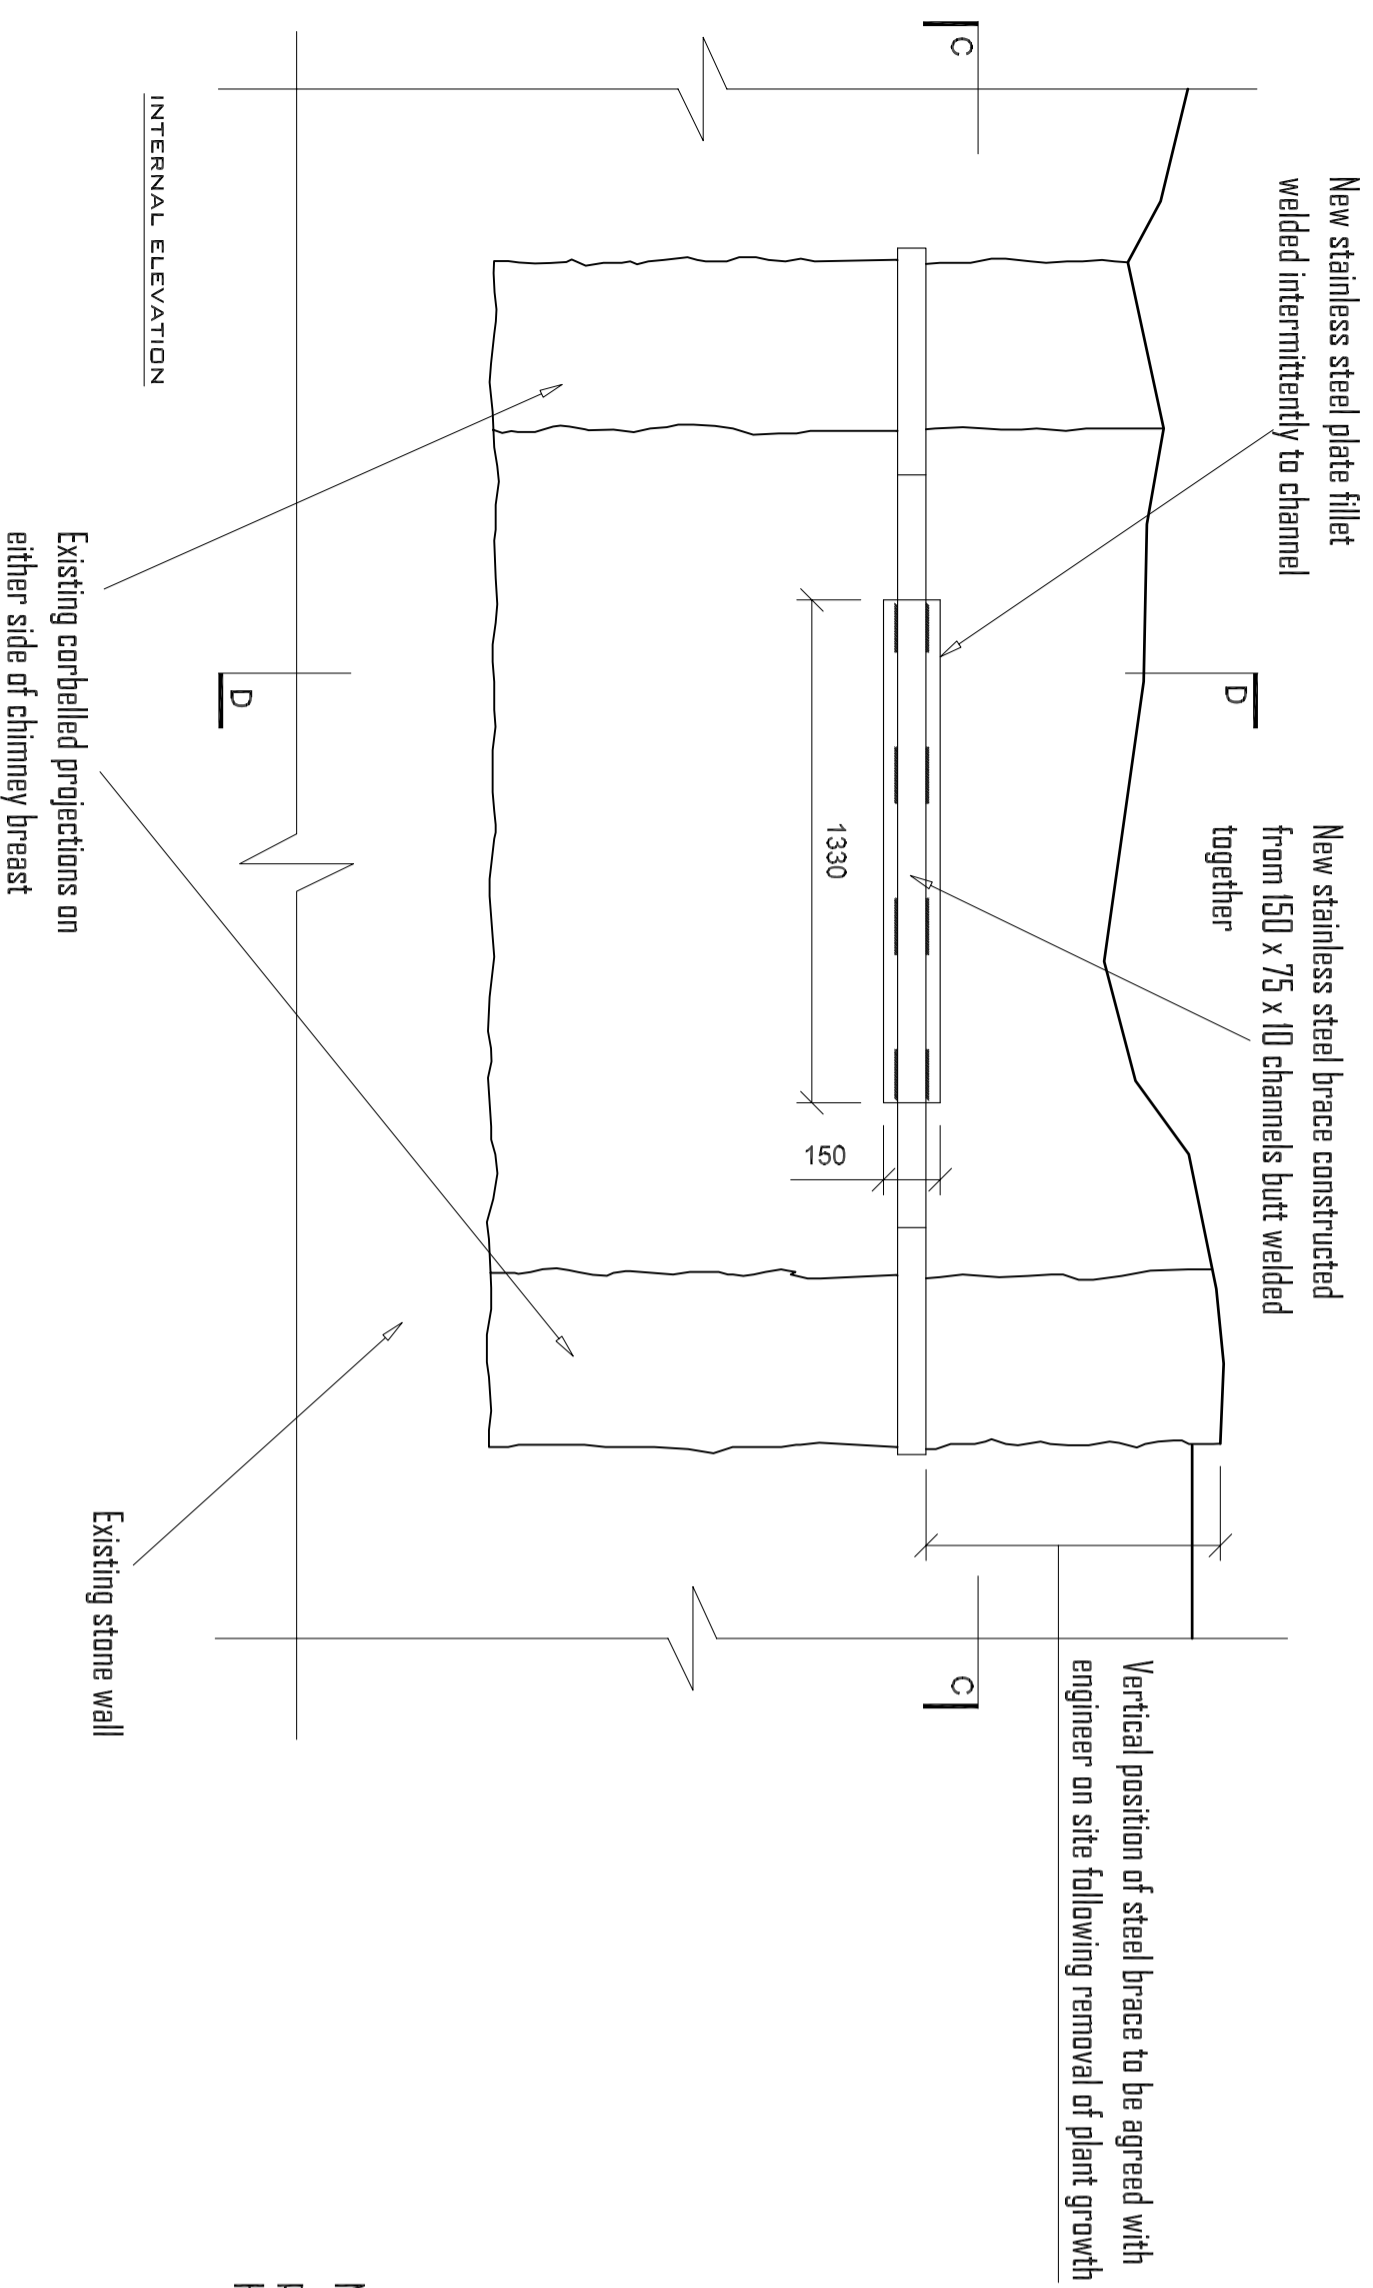 New stainless steel plate fillet
welded intermittently to channel
New stainless steel brace constructed
from 150 x 75 x 10 channels butt welded
together
Vertical position of steel brace to be agreed with
engineer on site following removal of plant growth
D
C
C
1330
150
D
INTERNAL ELEVATION
Existing corbelled projections on
either side of chimney breast
Existing stone wall